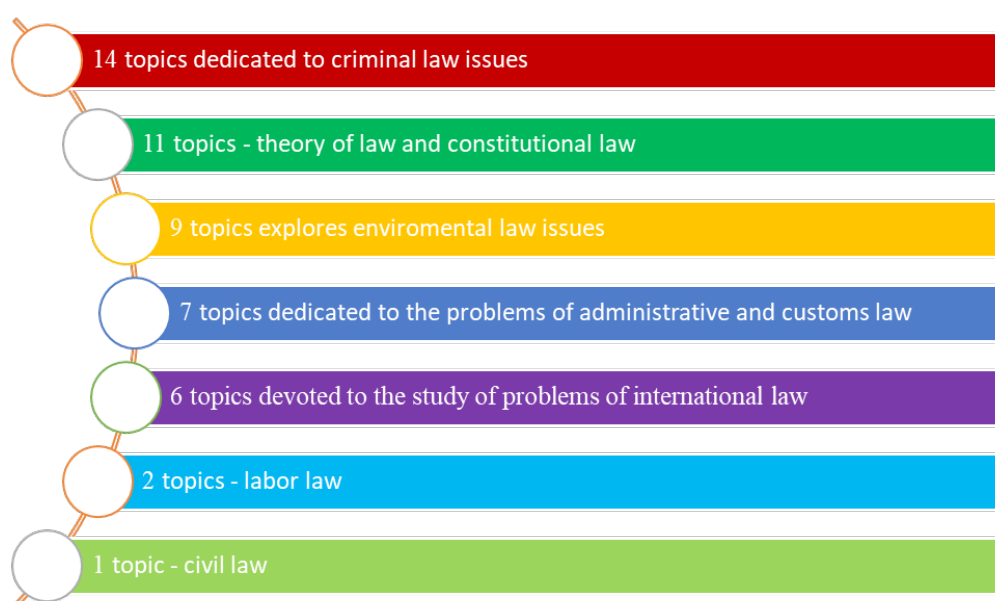 14 topics dedicated to criminal law issues
11 topics - theory of law and constitutional law
9 topics explores enviromental law issues
7 topics dedicated to the problems of administrative and customs law
6 topics devoted to the study of problems of international law
2 topics - labor law
1 topic - civil law